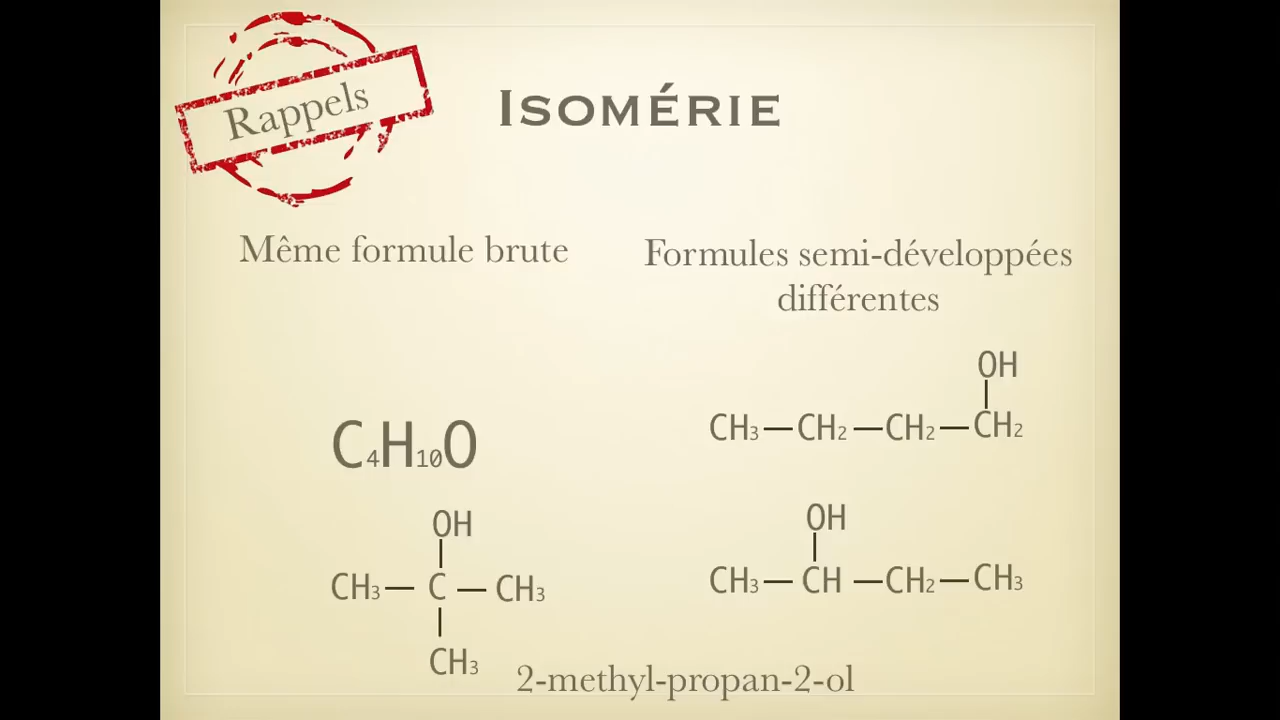 Rappels
Isomérie
Même formule brute
Formules semi-développées
différentes
C₄H₁₀O
OH
CH₃—CH₂—CH₂—CH₂
OH
CH₃—CH—CH₂—CH₃
OH
CH₃—C—CH₃
CH₃
2-methyl-propan-2-ol